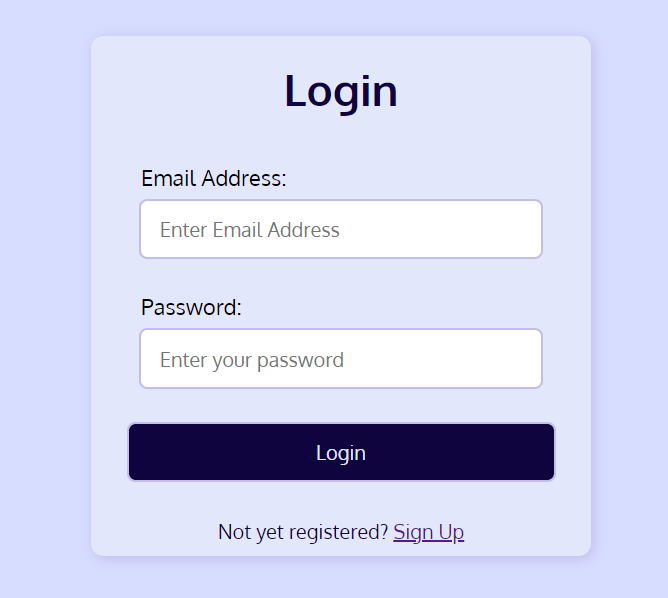 Login
Email Address:
Enter Email Address
Password:
Enter your password
Login
Not yet registered? Sign Up